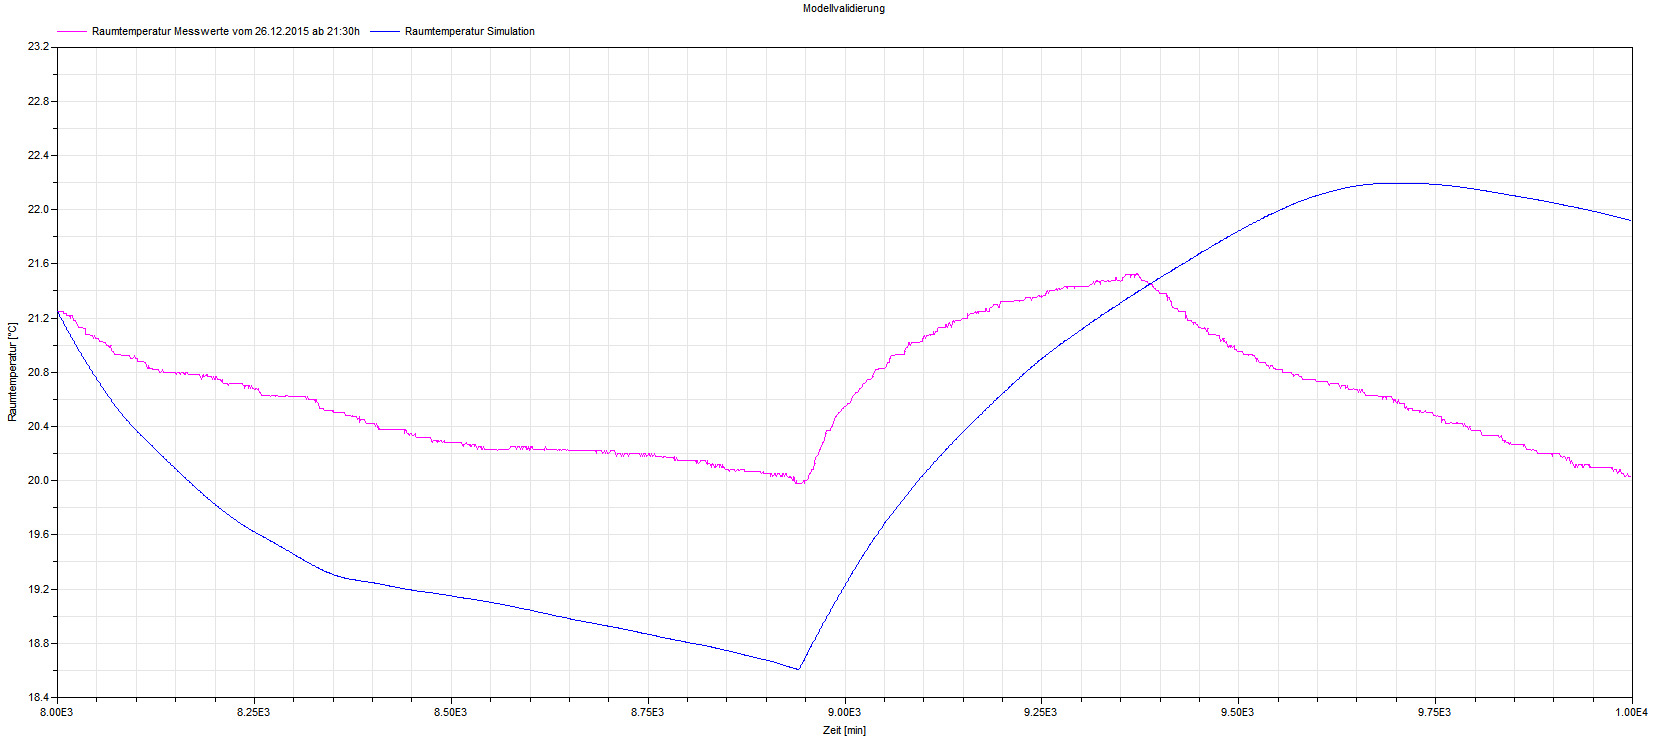 Modellvalidierung
Raumtemperatur Messwerte vom 26.12.2015 ab 21:30h Raumtemperatur Simulation
23.2
22.8
22.4
22.0
21.6
21.2
20.8
20.4
20.0
19.6
19.2
18.8
18.4
Raumtemperatur [°C]
8.00E3 8.25E3 8.50E3 8.75E3 9.00E3 9.25E3 9.50E3 9.75E3 1.00E4
Zeit [min]